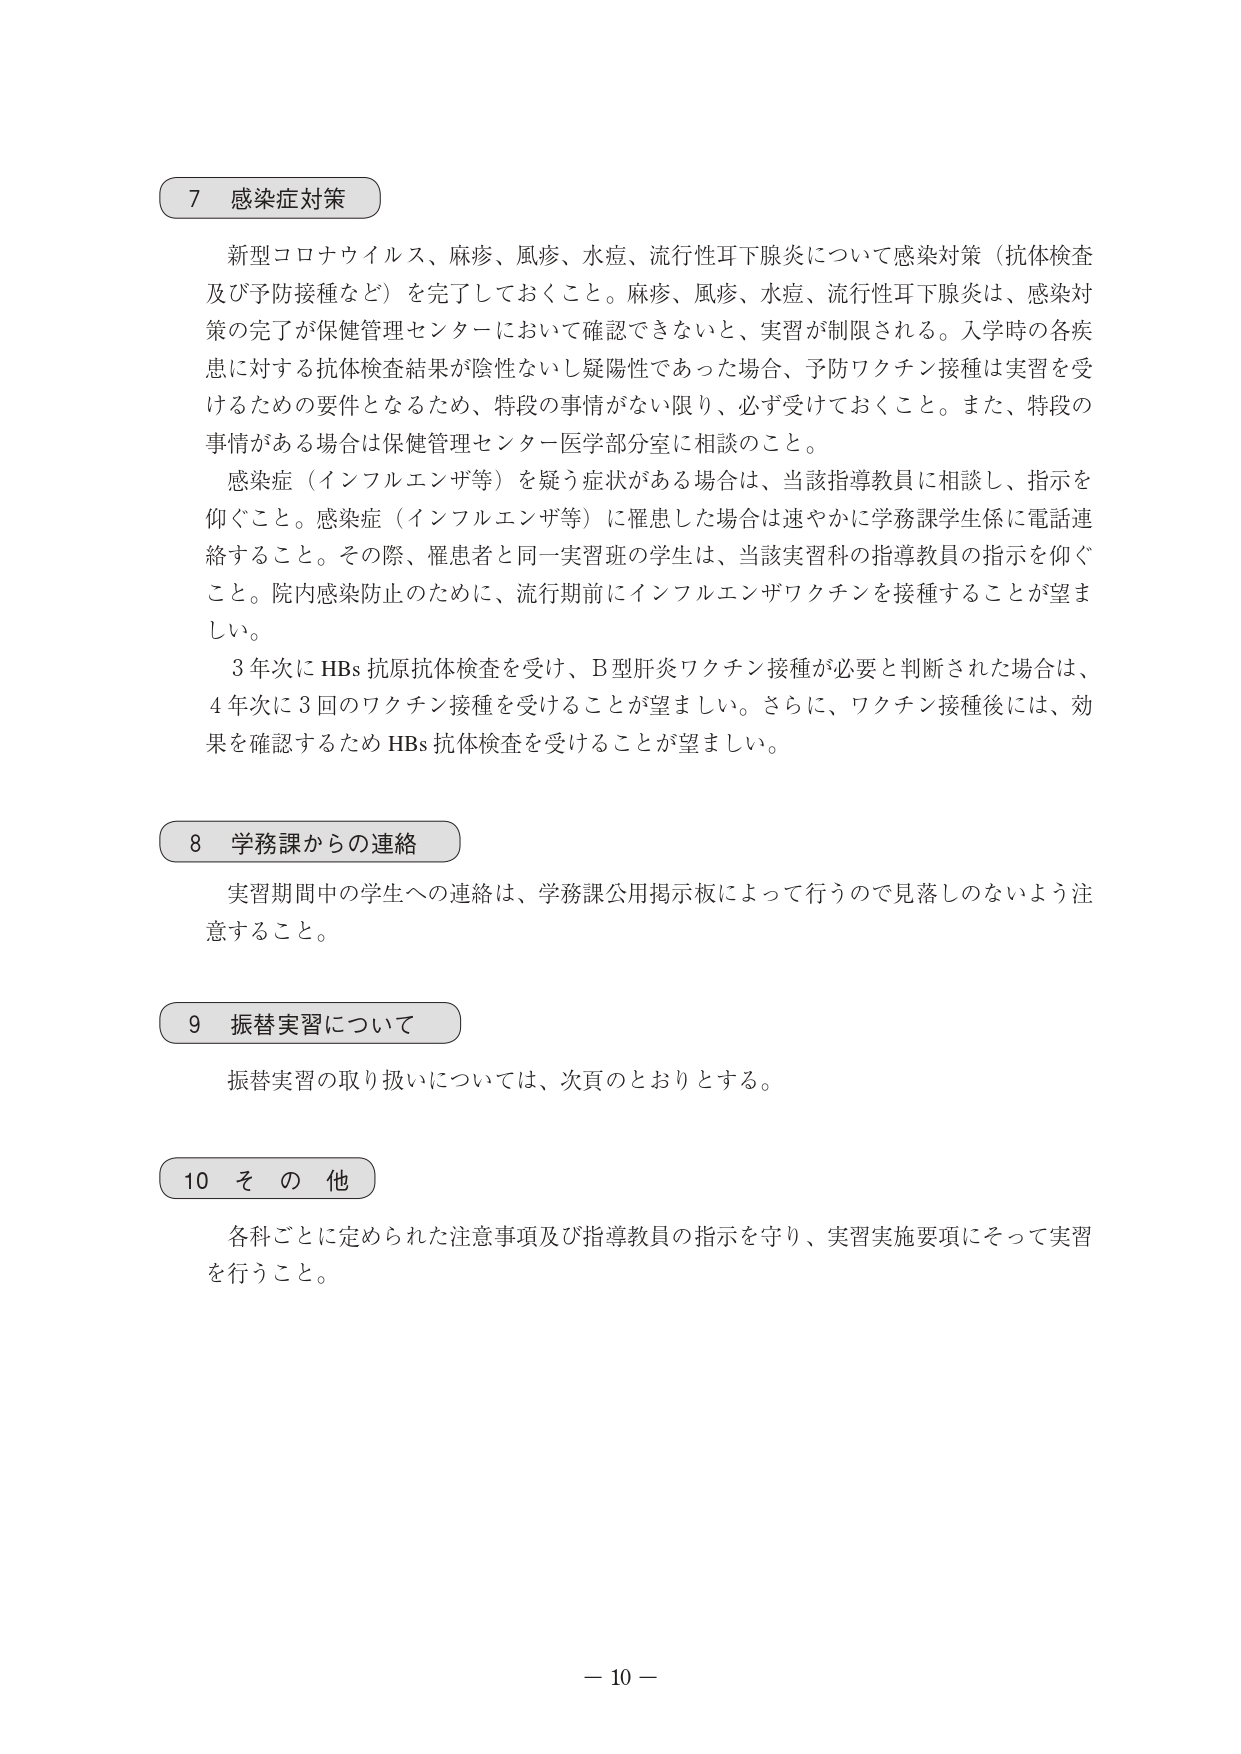 7　感染症対策
　新型コロナウイルス、麻疹、風疹、水痘、流行性耳下腺炎について感染対策（抗体検査
及び予防接種など）を完了しておくこと。麻疹、風疹、水痘、流行性耳下腺炎は、感染対
策の完了が保健管理センターにおいて確認できないと、実習が制限される。入学時の各疾
患に対する抗体検査結果が陰性ないし疑陽性であった場合、予防ワクチン接種は実習を受
けるための要件となるため、特段の事情がない限り、必ず受けておくこと。また、特段の
事情がある場合は保健管理センター医学部分室に相談のこと。
　感染症（インフルエンザ等）を疑う症状がある場合は、当該指導教員に相談し、指示を
仰ぐこと。感染症（インフルエンザ等）に罹患した場合は速やかに学務課学生係に電話連
絡すること。その際、罹患者と同一実習班の学生は、当該実習科の指導教員の指示を仰ぐ
こと。院内感染防止のために、流行期前にインフルエンザワクチンを接種することが望ま
しい。
　3年次に HBs 抗原抗体検査を受け、B型肝炎ワクチン接種が必要と判断された場合は、
4年次に3回のワクチン接種を受けることが望ましい。さらに、ワクチン接種後には、効
果を確認するため HBs 抗体検査を受けることが望ましい。
8　学務課からの連絡
　実習期間中の学生への連絡は、学務課公用掲示板によって行うので見落しのないよう注
意すること。
9　振替実習について
　振替実習の取り扱いについては、次頁のとおりとする。
10　そ　の　他
　各科ごとに定められた注意事項及び指導教員の指示を守り、実習実施要項にそって実習
を行うこと。
― 10 ―